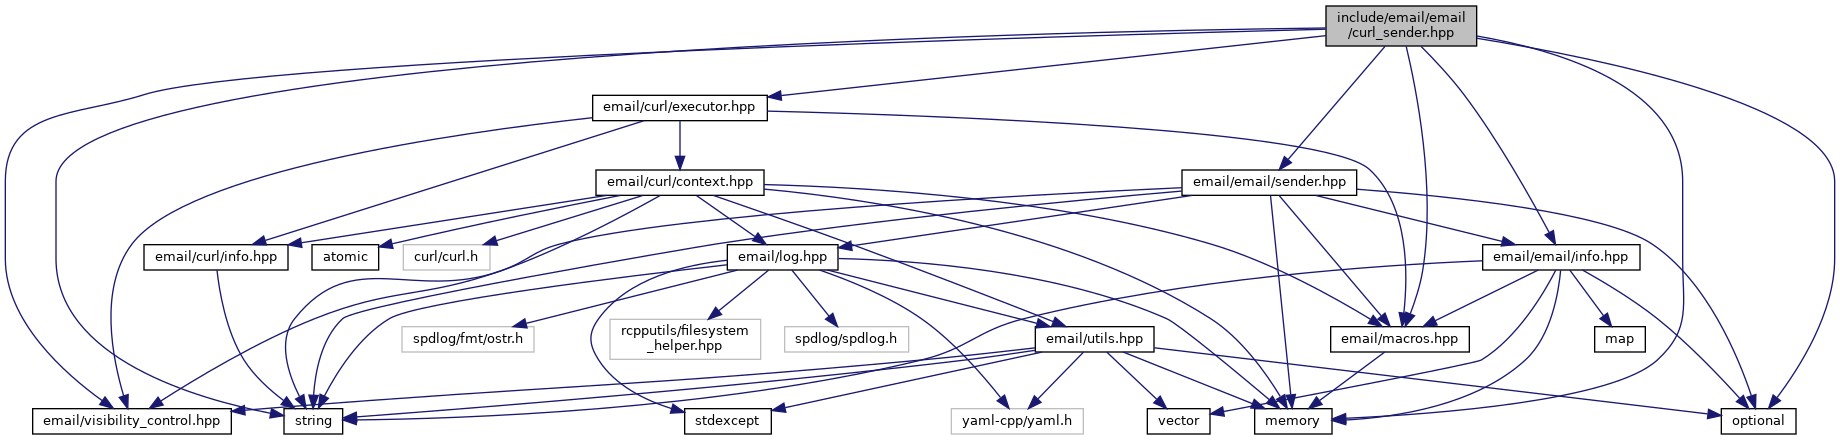 include/email/email
/curl_sender.hpp
email/curl/executor.hpp
email/curl/context.hpp
email/email/sender.hpp
email/curl/info.hpp
atomic
curl/curl.h
email/log.hpp
email/email/info.hpp
spdlog/fmt/ostr.h
rcpputils/filesystem
_helper.hpp
spdlog/spdlog.h
email/utils.hpp
email/macros.hpp
map
email/visibility_control.hpp
string
stdexcept
yaml-cpp/yaml.h
vector
memory
optional